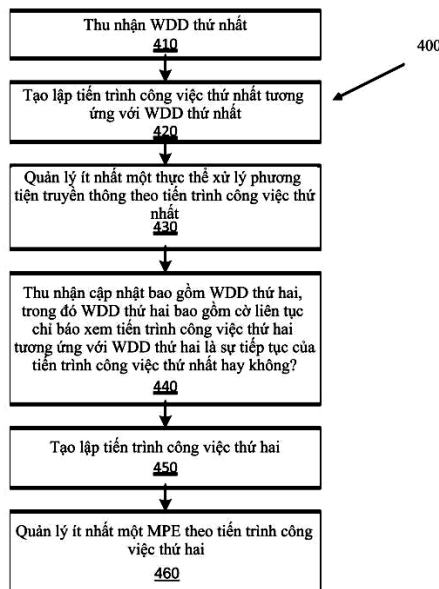 Thu nhận WDD thứ nhất
410
400
Tạo lập tiến trình công việc thứ nhất tương
ứng với WDD thứ nhất
420
Quản lý ít nhất một thực thể xử lý phương
tiện truyền thông theo tiến trình công việc thứ
nhất
430
Thu nhận cập nhật bao gồm WDD thứ hai,
trong đó WDD thứ hai bao gồm cờ liên tục
chỉ báo xem tiến trình công việc thứ hai
tương ứng với WDD thứ hai là sự tiếp tục của
tiến trình công việc thứ nhất hay không?
440
Tạo lập tiến trình công việc thứ hai
450
Quản lý ít nhất một MPE theo tiến trình công
việc thứ hai
460